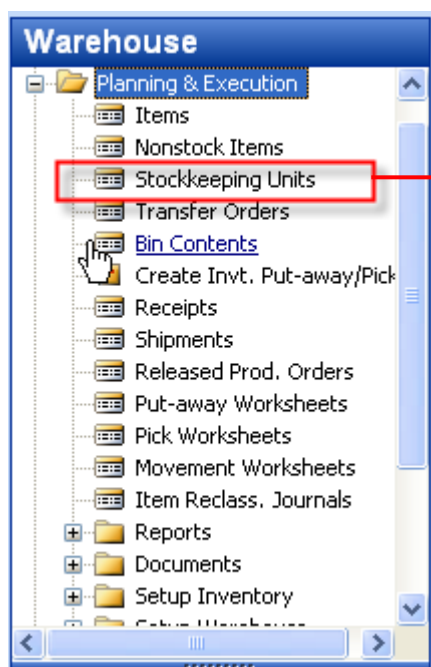 Warehouse
Planning & Execution
Items
Nonstock Items
Stockkeeping Units
Transfer Orders
Bin Contents
Create Invt. Put-away/Pick
Receipts
Shipments
Released Prod. Orders
Put-away Worksheets
Pick Worksheets
Movement Worksheets
Item Reclass. Journals
Reports
Documents
Setup Inventory